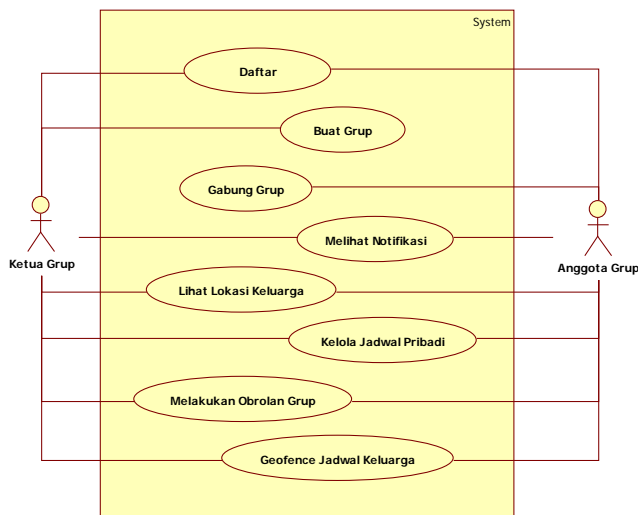 System
Daftar
Buat Grup
Gabung Grup
Melihat Notifikasi
Ketua Grup
Anggota Grup
Lihat Lokasi Keluarga
Kelola Jadwal Pribadi
Melakukan Obrolan Grup
Geofence Jadwal Keluarga